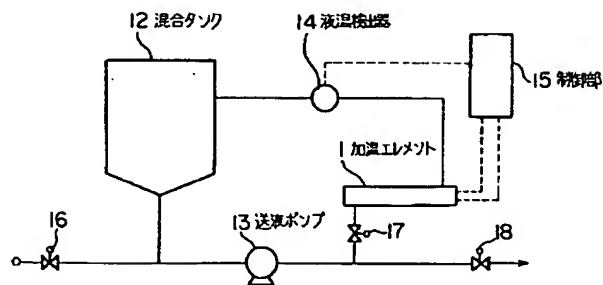 12 混合タンク
14 液温検出器
15 制御部
1 加温エレメント
16
13 送液ポンプ
17
18